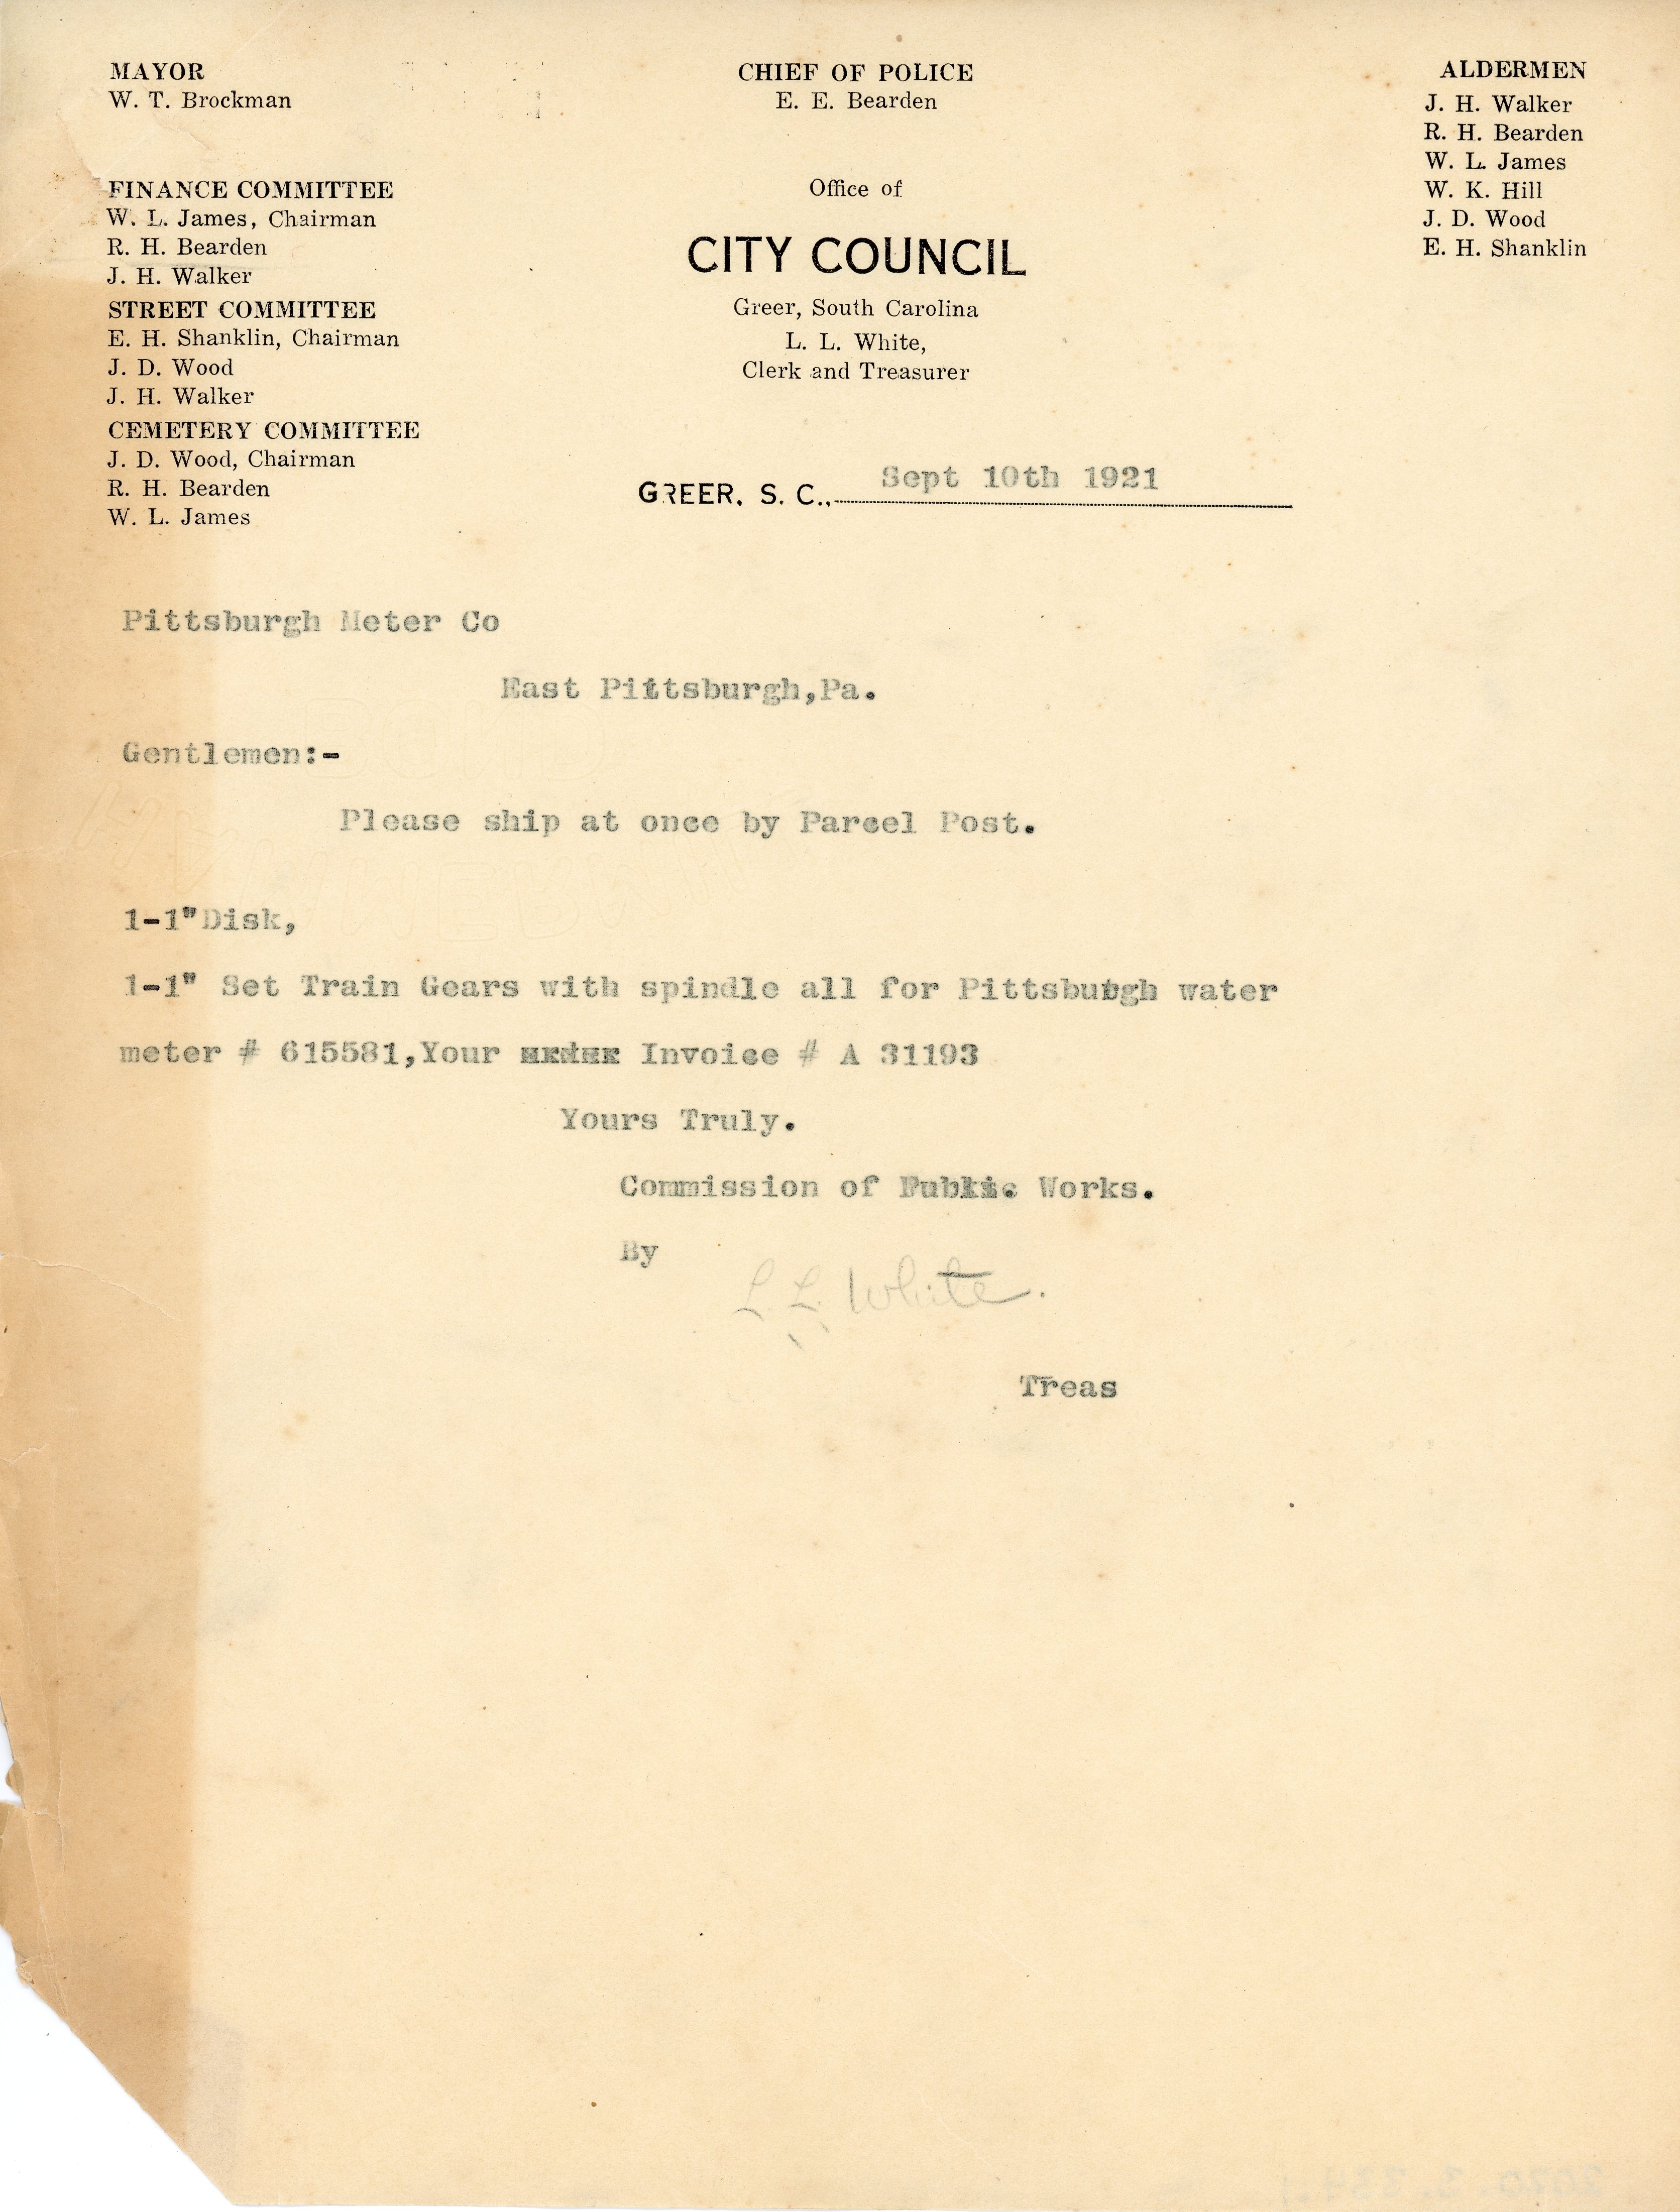 MAYOR
W. T. Brockman
FINANCE COMMITTEE
W. L. James, Chairman
R. H. Bearden
J. H. Walker
STREET COMMITTEE
E. H. Shanklin, Chairman
J. D. Wood
J. H. Walker
CEMETERY COMMITTEE
J. D. Wood, Chairman
R. H. Bearden
W. L. James
CHIEF OF POLICE
E. E. Bearden
Office of
CITY COUNCIL
Greer, South Carolina
L. L. White,
Clerk and Treasurer
ALDERMEN
J. H. Walker
R. H. Bearden
W. L. James
W. K. Hill
J. D. Wood
E. H. Shanklin
GREER, S. C., Sept 10th 1921
Pittsburgh Meter Co
East Pittsburgh,Pa.
Gentlemen:-
Please ship at once by Parcel Post.
1-1"Disk,
1-1" Set Train Gears with spindle all for Pittsburgh water
meter # 615581,Your Invoice # A 31193
Yours Truly.
Commission of Public Works.
By
L. L. White.
Treas